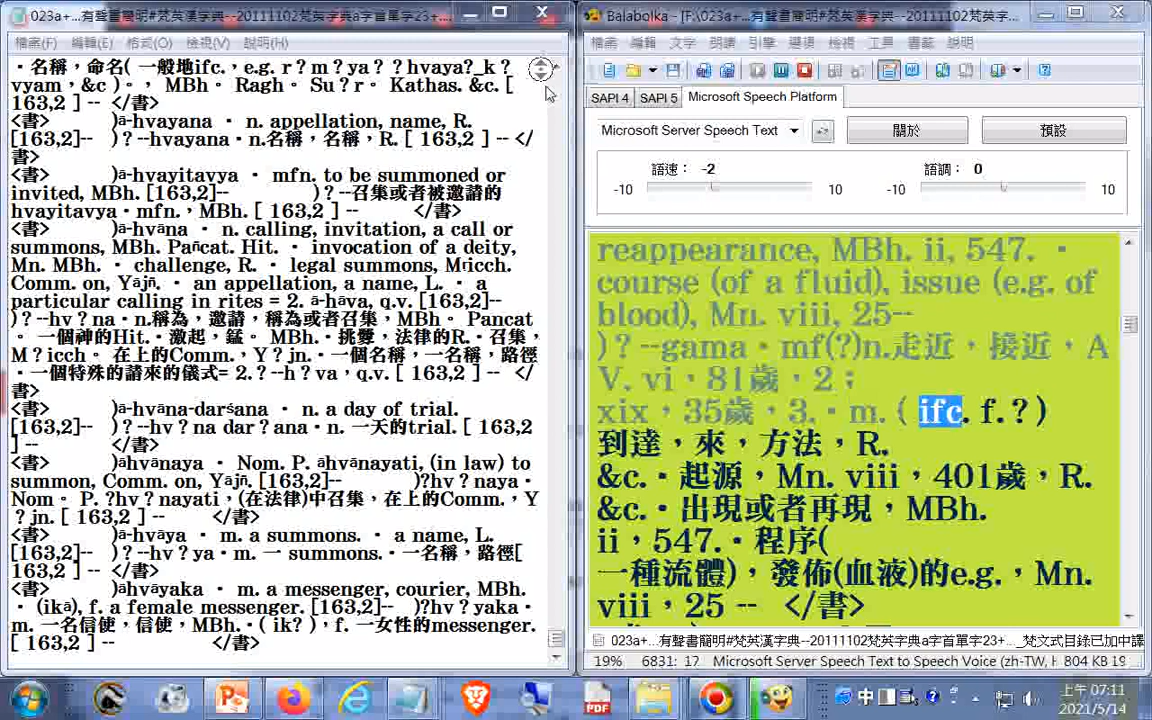 023a+...有聲書簡明#梵英漢字典--20111102梵英字典a字首單字23+...
檔案(F) 編輯(E) 格式(O) 檢視(V) 說明(H)
‧名稱，命名( 一般地ifc.，e.g. r？m？ya？？hvaya?_k？
vyam，&c )。，MBh。Ragh。Su？r。Kathas. &c. [
163,2 ] -- </書>
<書> )ā-hvayana ‧ n. appellation, name, R.
[163,2]-- )？--hvayana‧n.名稱，名稱，R. [ 163,2 ] -- </
書>
<書> )ā-hvayitavya ‧ mfn. to be summoned or
invited, MBh. [163,2]-- )？--召集或者被邀請的
hvayitavya‧mfn.，MBh. [ 163,2 ] -- </書>
<書> )ā-hvāna ‧ n. calling, invitation, a call or
summons, MBh. Pañcat. Hit. ‧ invocation of a deity,
Mn. MBh. ‧ challenge, R. ‧ legal summons, Mṛicch.
Comm. on, Yājñ. ‧ an appellation, a name, L. ‧ a
particular calling in rites = 2. ā-hāva, q.v. [163,2]--
)？--hv？na‧n.稱為，邀請，稱為或者召集，MBh。Pancat
。一個神的Hit.‧激起，錳。MBh.‧挑釁，法律的R.‧召集，
M？icch。在上的Comm.，Y？jn.‧一個名稱，一名稱，路徑
‧一個特殊的請來的儀式= 2.？--h？va，q.v. [ 163,2 ] -- </
書>
<書> )ā-hvāna-darśana ‧ n. a day of trial.
[163,2]-- )？--hv？na dar？ana‧n. 一天的trial. [ 163,2
] -- </書>
<書> )āhvānaya ‧ Nom. P. āhvānayati, (in law) to
summon, Comm. on, Yājñ. [163,2]-- )?hv？naya‧
Nom。P.?hv？nayati，(在法律)中召集，在上的Comm.，Y
？jn. [ 163,2 ] -- </書>
<書> )ā-hvāya ‧ m. a summons. ‧ a name, L.
[163,2]-- )？--hv？ya‧m. 一 summons.‧一名稱，路徑[
163,2 ] -- </書>
<書> )āhvāyaka ‧ m. a messenger, courier, MBh.
‧ (ikā), f. a female messenger. [163,2]-- )?hv？yaka‧
m. 一名信使，信使，MBh.‧( ik？)，f. 一女性的messenger.
[ 163,2 ] -- </書>
Balabolka - [F:\023a+...有聲書簡明#梵英漢字典--20111102梵英字...
檔案 編輯 文字 朗讀 引擎 選項 檢視 工具 書籤 說明
SAPI 4 SAPI 5 Microsoft Speech Platform
Microsoft Server Speech Text 關於 預設
語速： -2 語調： 0
-10 10 -10 10
reappearance, MBh. ii, 547. ‧
course (of a fluid), issue (e.g. of
blood), Mn. viii, 25--
)？--gama‧mf(?)n.走近，接近，A
V. vi，81歲，2；
xix，35歲，3.‧m. ( ifc. f.？)
到達，來，方法，R.
&c.‧起源，Mn. viii，401歲，R.
&c.‧出現或者再現，MBh.
ii，547.‧程序(
一種流體)，發佈(血液)的e.g.，Mn.
viii，25 -- </書>
023a+...有聲書簡明#梵英漢字典--20111102梵英字典a字首單字23+..._梵文式目錄已加中譯
19% 6831: 17 Microsoft Server Speech Text to Speech Voice (zh-TW, H 804 KB 19
中
PDF
上午 07:11
2021/5/14